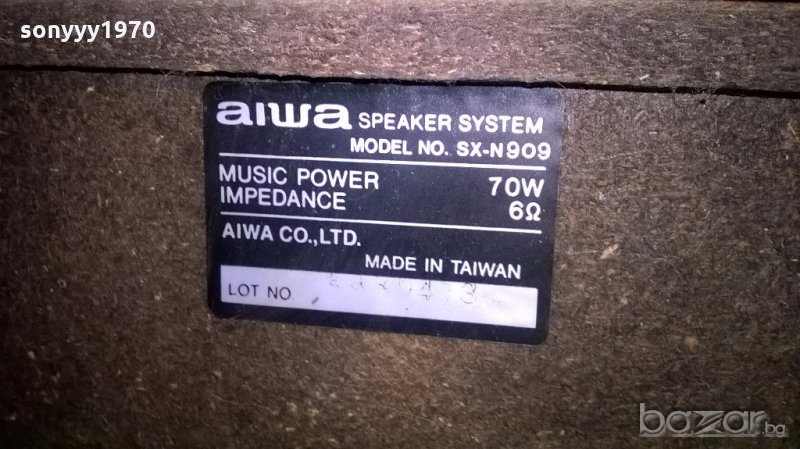 sonyyy1970
aiwa SPEAKER SYSTEM
MODEL NO. SX-N909
MUSIC POWER 70W
IMPEDANCE 6Ω
AIWA CO.,LTD.
MADE IN TAIWAN
LOT NO.
bazar.bg